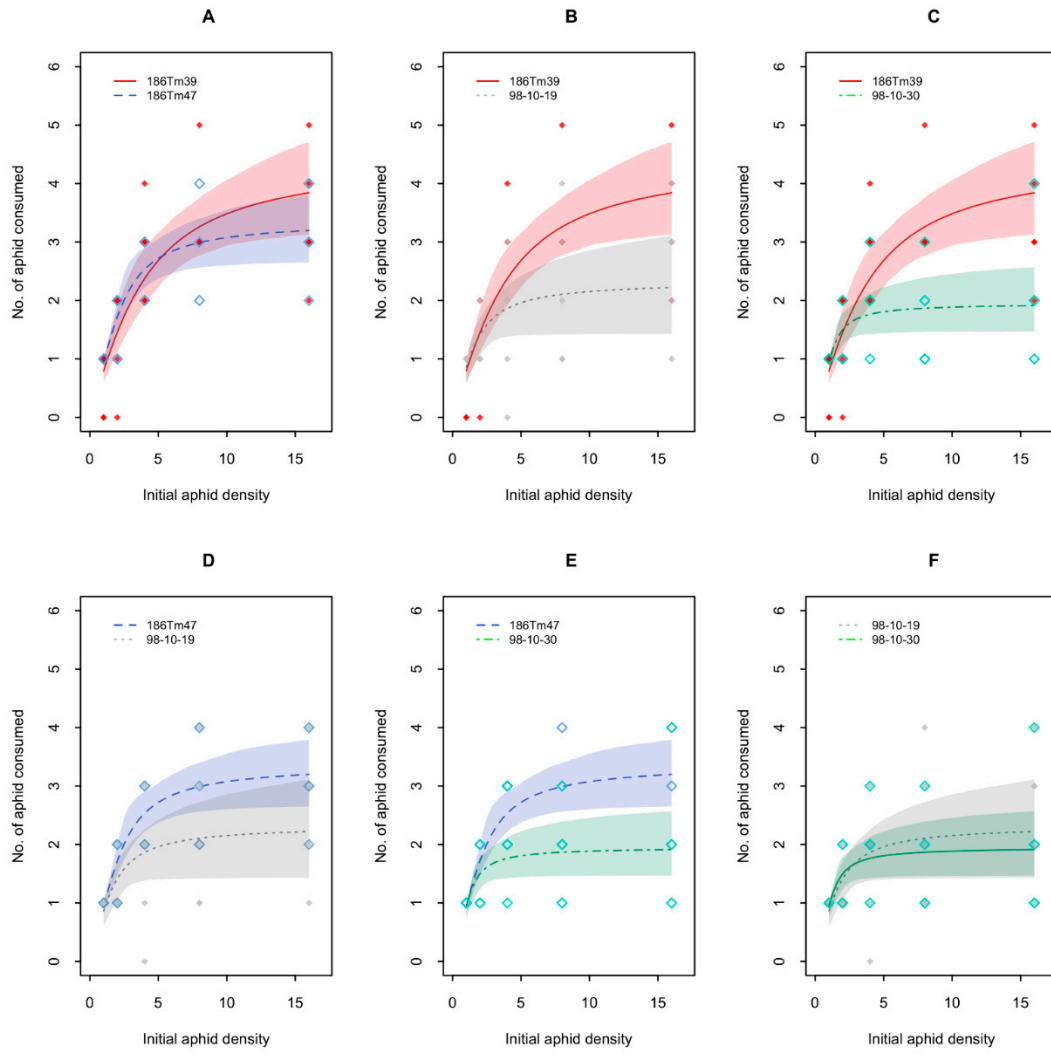 A
B
C
186Tm39
186Tm47
186Tm39
98-10-19
186Tm39
98-10-30
No. of aphid consumed
0 1 2 3 4 5 6
No. of aphid consumed
0 1 2 3 4 5 6
No. of aphid consumed
0 1 2 3 4 5 6
0 5 10 15
0 5 10 15
0 5 10 15
Initial aphid density
Initial aphid density
Initial aphid density
D
E
F
186Tm47
98-10-19
186Tm47
98-10-30
98-10-19
98-10-30
No. of aphid consumed
0 1 2 3 4 5 6
No. of aphid consumed
0 1 2 3 4 5 6
No. of aphid consumed
0 1 2 3 4 5 6
0 5 10 15
0 5 10 15
0 5 10 15
Initial aphid density
Initial aphid density
Initial aphid density